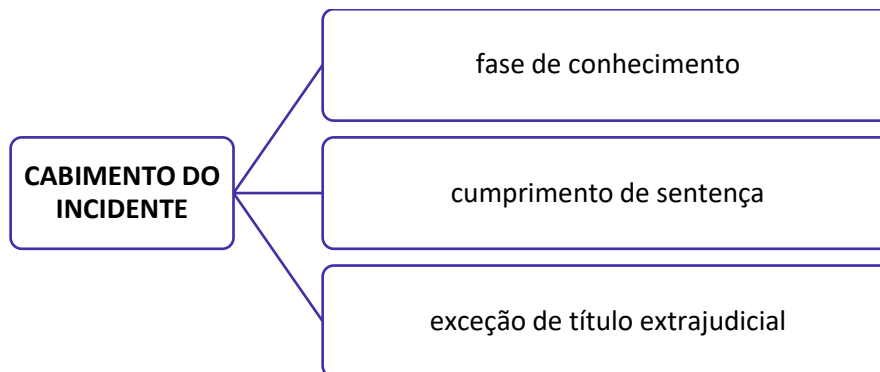 CABIMENTO DO
INCIDENTE
fase de conhecimento
cumprimento de sentença
exceção de título extrajudicial